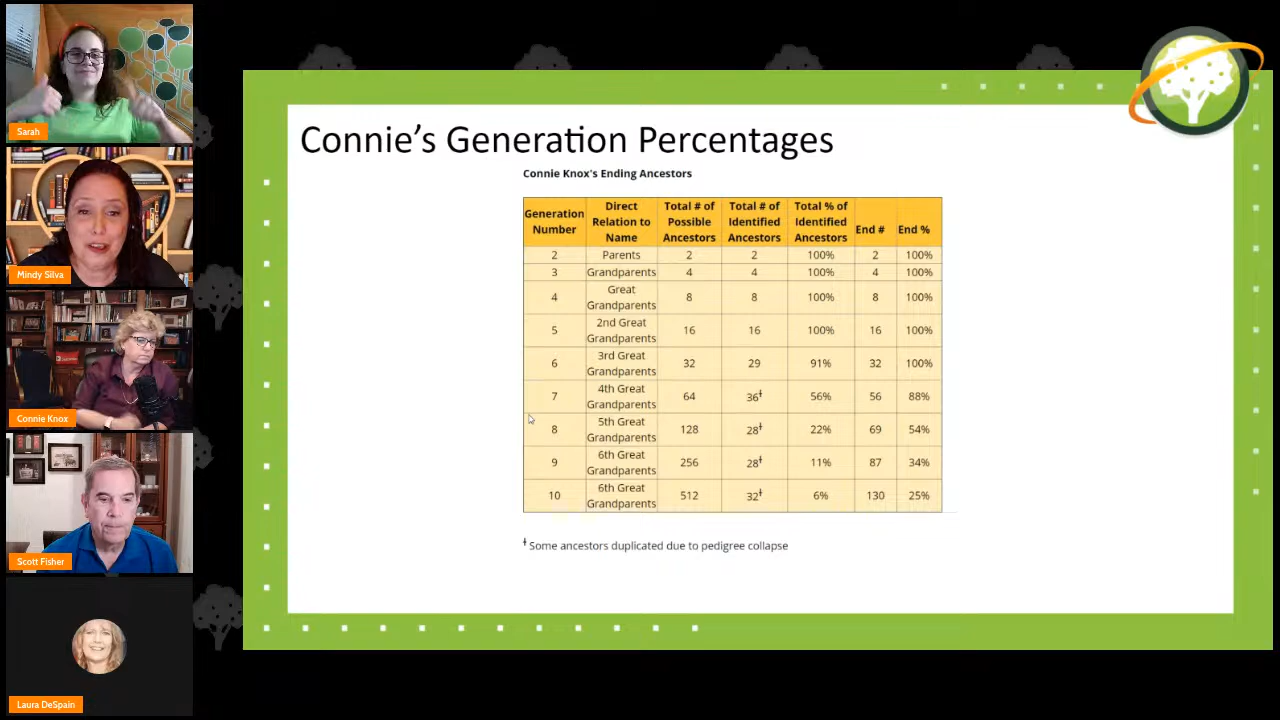 Sarah
Mindy Silva
Connie Knox
Scott Fisher
Laura DeSpain
Connie's Generation Percentages
Connie Knox's Ending Ancestors
Generation Number Direct Relation to Name Total # of Possible Ancestors Total # of Identified Ancestors Total % of Identified Ancestors End # End %
2 Parents 2 2 100% 2 100%
3 Grandparents 4 4 100% 4 100%
4 Great Grandparents 8 8 100% 8 100%
5 2nd Great Grandparents 16 16 100% 16 100%
6 3rd Great Grandparents 32 29 91% 32 100%
7 4th Great Grandparents 64 36ƚ 56% 56 88%
8 5th Great Grandparents 128 28ƚ 22% 69 54%
9 6th Great Grandparents 256 28ƚ 11% 87 34%
10 6th Great Grandparents 512 32ƚ 6% 130 25%
ƚ Some ancestors duplicated due to pedigree collapse